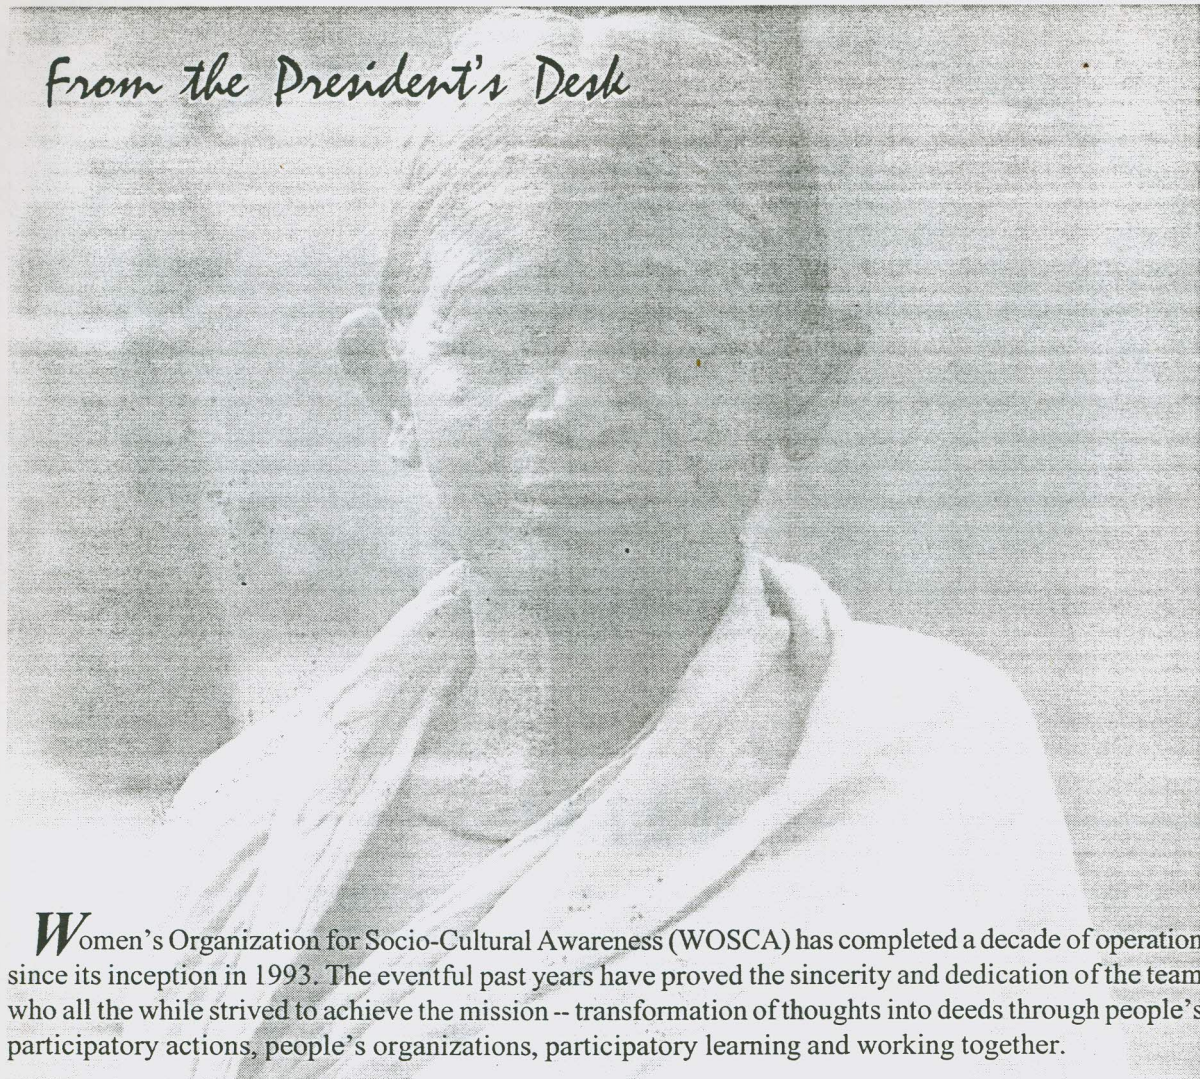 From the President's Desk
Women's Organization for Socio-Cultural Awareness (WOSCA) has completed a decade of operation
since its inception in 1993. The eventful past years have proved the sincerity and dedication of the team
who all the while strived to achieve the mission -- transformation of thoughts into deeds through people's
participatory actions, people's organizations, participatory learning and working together.